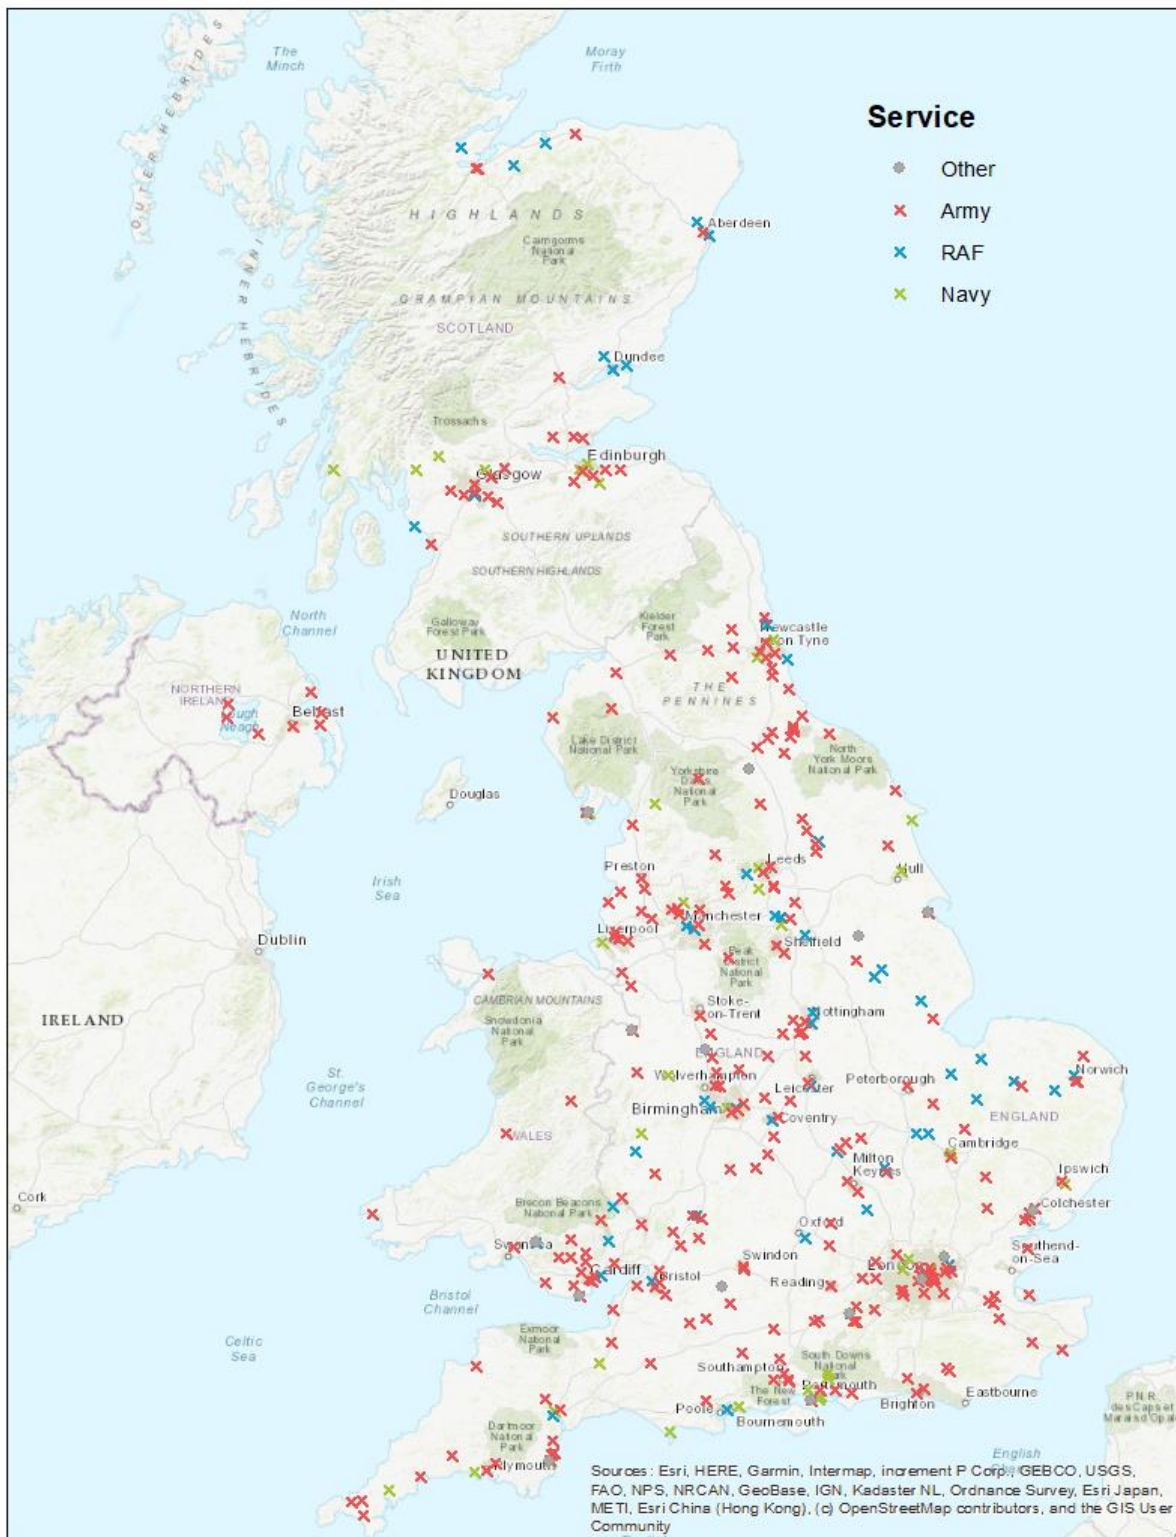 The
Minch
Moray
Firth
OUTER HEBRIDES
Service
Other
Army
RAF
Navy
HIGHLANDS
Aberdeen
Cairngorms
National
Park
INNER HEBRIDES
GRAMPIAN MOUNTAINS
SCOTLAND
Dundee
Trossachs
Edinburgh
Glasgow
SOUTHERN UPLANDS
SOUTHERN HIGHLANDS
North
Channel
Galloway
Forest Park
Kielder
Forest
Park
Newcastle
upon Tyne
UNITED
KINGDOM
NORTHERN
IRELAND
THE
PENNINES
Lough
Neagh
Belfast
Lake District
National Park
North
York Moors
National Park
Yorkshire
Dales
National
Park
Douglas
Preston
Leeds
Hull
Irish
Sea
Manchester
Liverpool
Dublin
Sheffield
Peak
District
National
Park
CAMBRIAN MOUNTAINS
Snowdonia
National
Park
Stoke-
on-Trent
Nottingham
IRELAND
ENGLAND
St.
George's
Channel
Wolverhampton
Leicester
Peterborough
Norwich
Birmingham
Coventry
ENGLAND
WALES
Cambridge
Milton
Keynes
Ipswich
Cork
Brecon Beacons
National Park
Colchester
Oxford
Swansea
Swindon
Southend-
on-Sea
London
Cardiff
Bristol
Reading
Bristol
Channel
Exmoor
National
Park
Celtic
Sea
South Downs
National
Park
Southampton
Portsmouth
The New
Forest
Brighton
Eastbourne
Poole
Bournemouth
P.N.R.
des Caps et
Marais d'Opale
Dartmoor
National
Park
Plymouth
English
Channel
Sources: Esri, HERE, Garmin, Intermap, increment P Corp., GEBCO, USGS,
FAO, NPS, NRCAN, GeoBase, IGN, Kadaster NL, Ordnance Survey, Esri Japan,
METI, Esri China (Hong Kong), (c) OpenStreetMap contributors, and the GIS User
Community